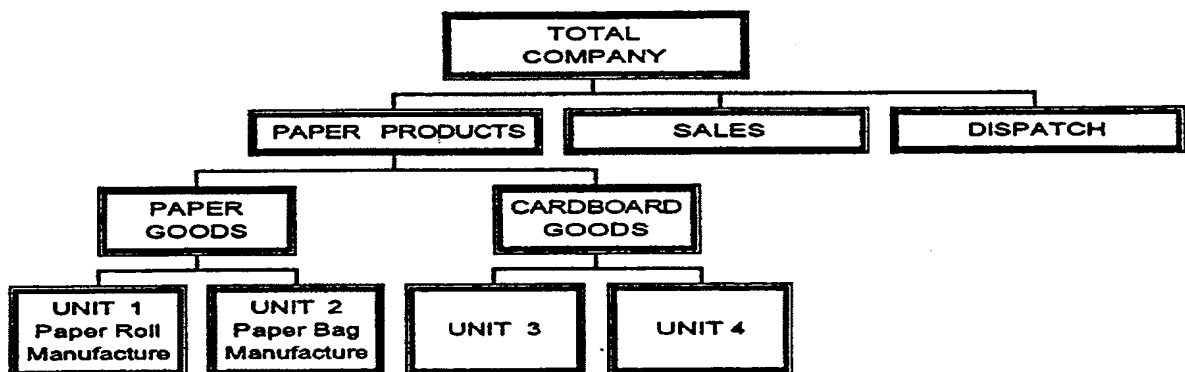 TOTAL
COMPANY
PAPER PRODUCTS
SALES
DISPATCH
PAPER
GOODS
CARDBOARD
GOODS
UNIT 1
Paper Roll
Manufacture
UNIT 2
Paper Bag
Manufacture
UNIT 3
UNIT 4